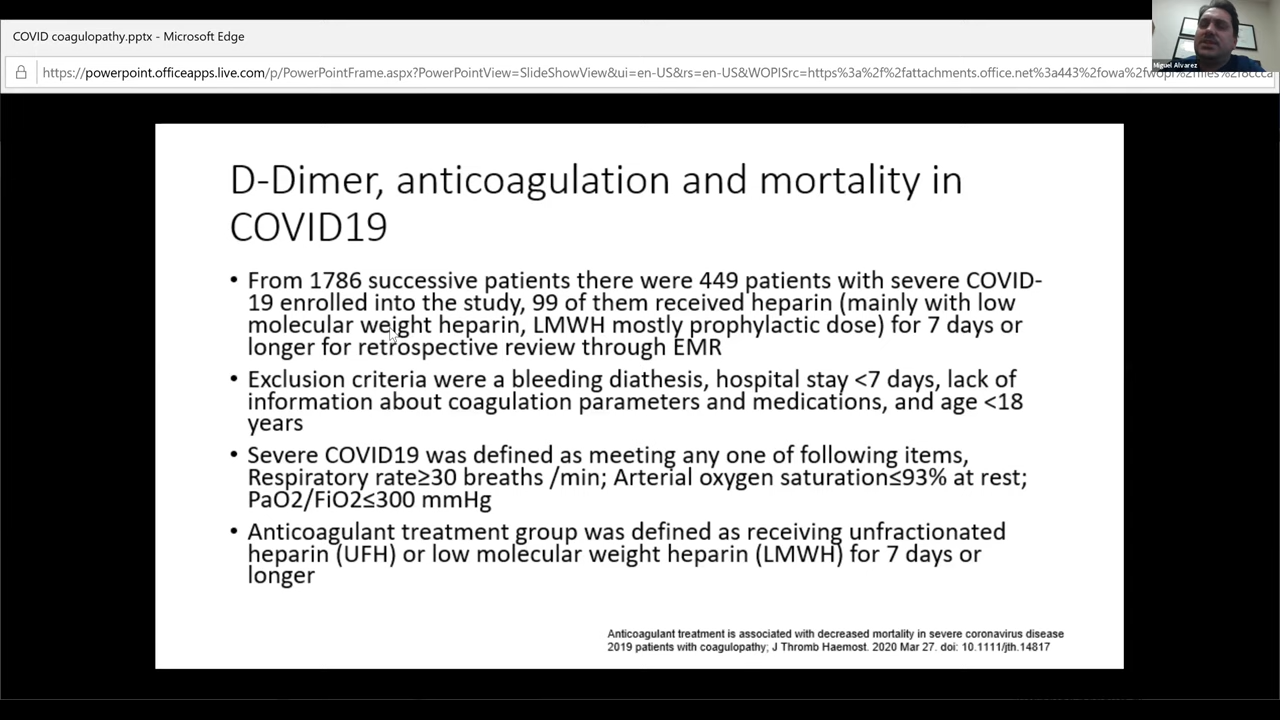 COVID coagulopathy.pptx - Microsoft Edge
https://powerpoint.officeapps.live.com/p/PowerPointFrame.aspx?PowerPointView=SlideShowView&ui=en-US&rs=en-US&WOPISrc=https%3a%2f%2fattachments.office.net%3a443%2fowa%2fwopi%2ffiles%2f8ccca
Miguel Alvarez
D-Dimer, anticoagulation and mortality in
COVID19
• From 1786 successive patients there were 449 patients with severe COVID-
19 enrolled into the study, 99 of them received heparin (mainly with low
molecular weight heparin, LMWH mostly prophylactic dose) for 7 days or
longer for retrospective review through EMR
• Exclusion criteria were a bleeding diathesis, hospital stay <7 days, lack of
information about coagulation parameters and medications, and age <18
years
• Severe COVID19 was defined as meeting any one of following items,
Respiratory rate≥30 breaths /min; Arterial oxygen saturation≤93% at rest;
PaO2/FiO2≤300 mmHg
• Anticoagulant treatment group was defined as receiving unfractionated
heparin (UFH) or low molecular weight heparin (LMWH) for 7 days or
longer
Anticoagulant treatment is associated with decreased mortality in severe coronavirus disease
2019 patients with coagulopathy; J Thromb Haemost. 2020 Mar 27. doi: 10.1111/jth.14817